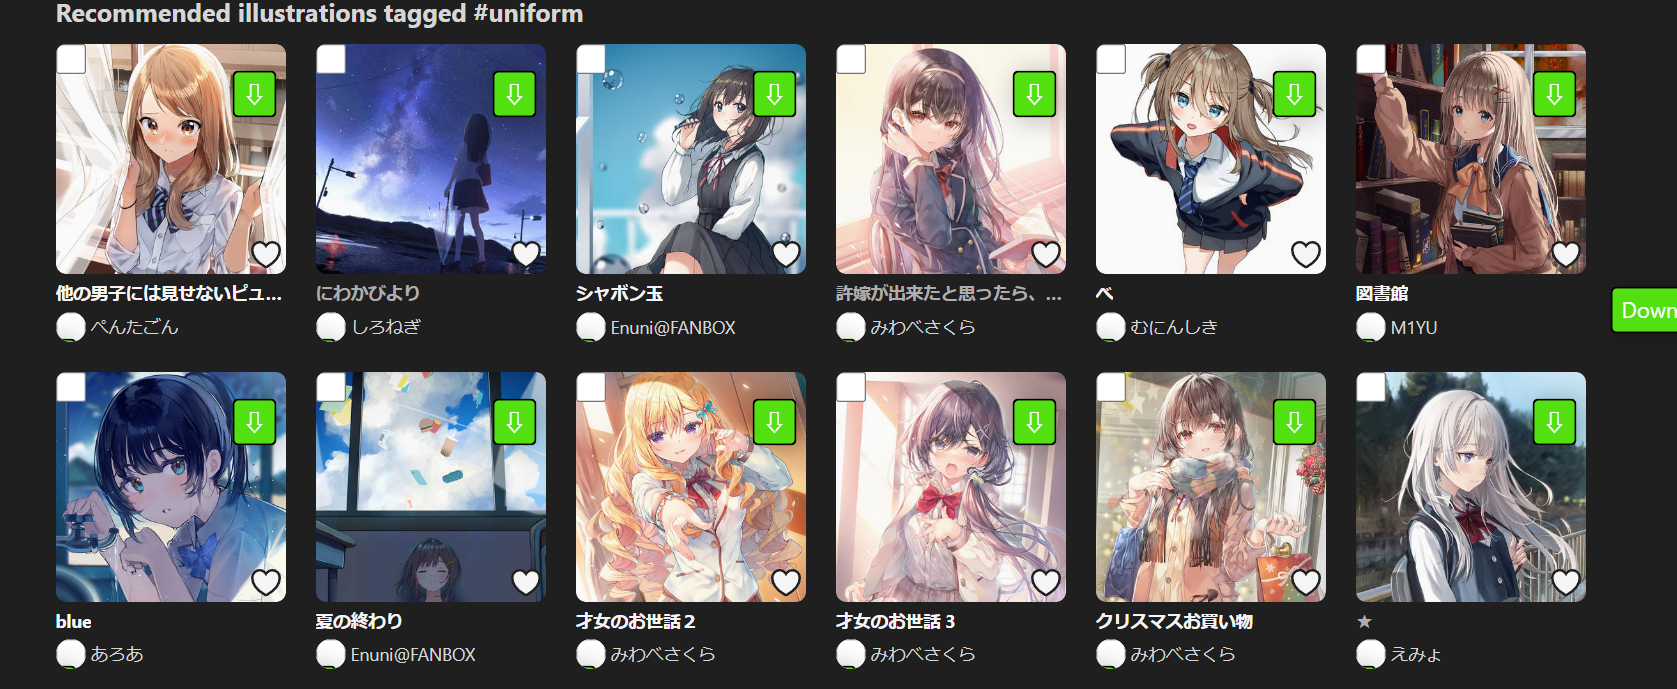 Recommended illustrations tagged #uniform
他の男子には見せないピュ...
にわかびより
シャボン玉
許嫁が出来たと思ったら、...
べ
図書館
ぺんたごん
しろねぎ
Enuni@FANBOX
みわべさくら
むにんしき
M1YU
Down
blue
夏の終わり
才女のお世話２
才女のお世話 3
クリスマスお買い物
★
あろあ
Enuni@FANBOX
みわべさくら
みわべさくら
みわべさくら
えみょ